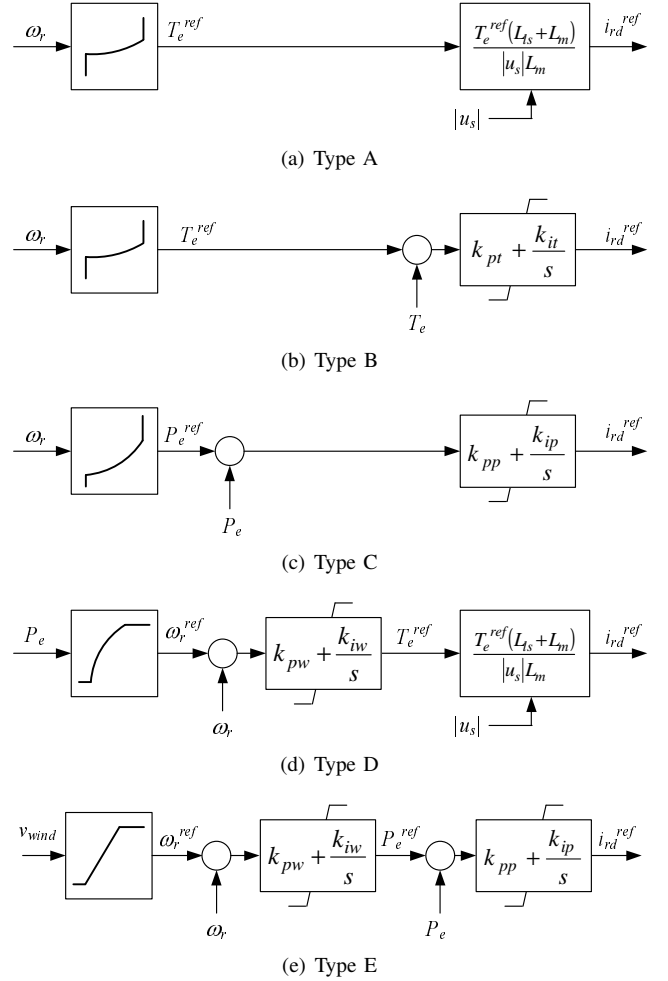 ω_r T_e^ref T_e^ref(L_ls+L_m) / |u_s|L_m i_rd^ref
|u_s|
(a) Type A
ω_r T_e^ref k_pt + k_it / s i_rd^ref
T_e
(b) Type B
ω_r P_e^ref k_pp + k_ip / s i_rd^ref
P_e
(c) Type C
P_e ω_r^ref k_pw + k_iw / s T_e^ref T_e^ref(L_ls+L_m) / |u_s|L_m i_rd^ref
ω_r |u_s|
(d) Type D
v_wind ω_r^ref k_pw + k_iw / s P_e^ref k_pp + k_ip / s i_rd^ref
ω_r P_e
(e) Type E